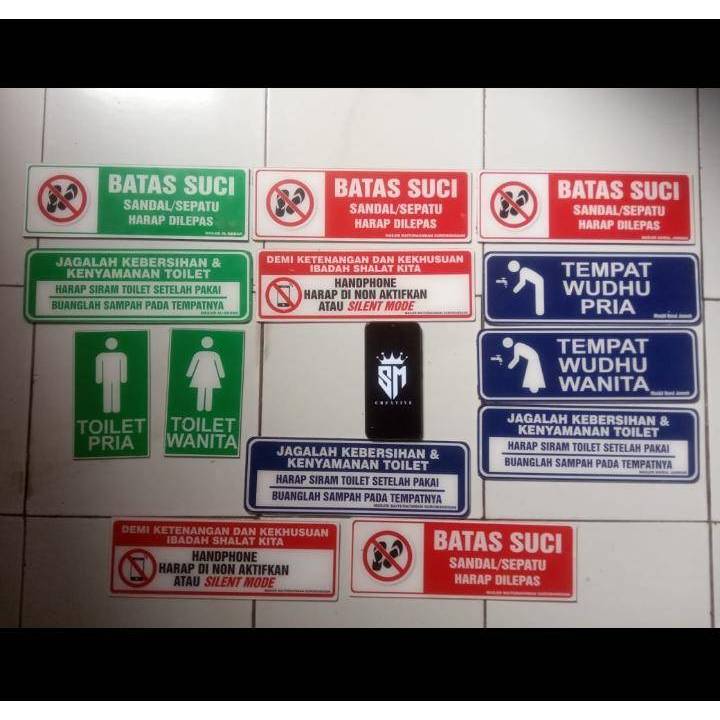 BATAS SUCI
SANDAL/SEPATU
HARAP DILEPAS
BATAS SUCI
SANDAL/SEPATU
HARAP DILEPAS
BATAS SUCI
SANDAL/SEPATU
HARAP DILEPAS
JAGALAH KEBERSIHAN &
KENYAMANAN TOILET
HARAP SIRAM TOILET SETELAH PAKAI
BUANGLAH SAMPAH PADA TEMPATNYA
DEMI KETENANGAN DAN KEKHUSUAN
IBADAH SHALAT KITA
HANDPHONE
HARAP DI NON AKTIFKAN
ATAU SILENT MODE
TEMPAT
WUDHU
PRIA
TOILET
PRIA
TOILET
WANITA
SM
CREATIVE
TEMPAT
WUDHU
WANITA
JAGALAH KEBERSIHAN &
KENYAMANAN TOILET
HARAP SIRAM TOILET SETELAH PAKAI
BUANGLAH SAMPAH PADA TEMPATNYA
JAGALAH KEBERSIHAN &
KENYAMANAN TOILET
HARAP SIRAM TOILET SETELAH PAKAI
BUANGLAH SAMPAH PADA TEMPATNYA
DEMI KETENANGAN DAN KEKHUSUAN
IBADAH SHALAT KITA
HANDPHONE
HARAP DI NON AKTIFKAN
ATAU SILENT MODE
BATAS SUCI
SANDAL/SEPATU
HARAP DILEPAS